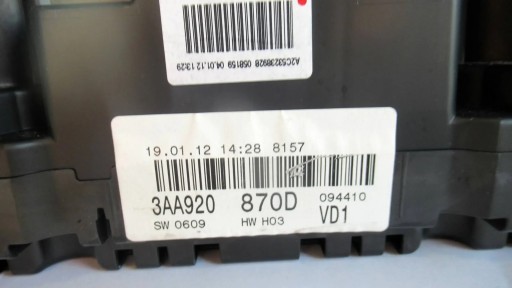 A2C53238928 058159 04.01.12 13:29
19.01.12 14:28 8157
3AA920 870D 094410
SW 0609 HW H03 VD1